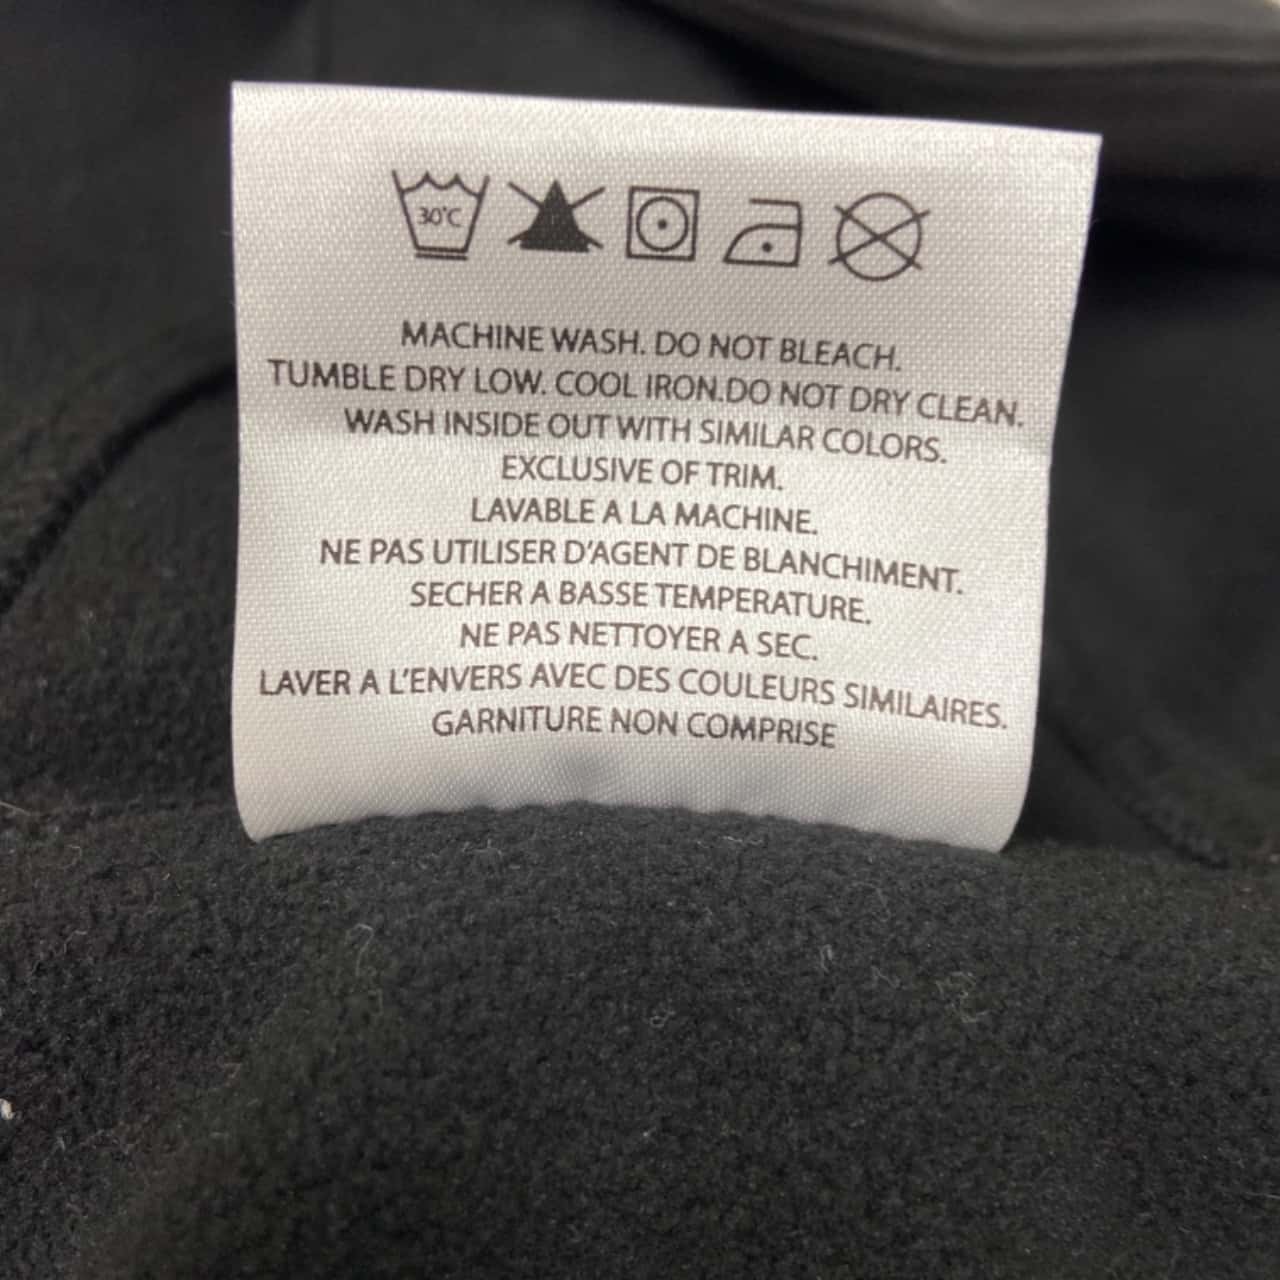 30°C
MACHINE WASH. DO NOT BLEACH.
TUMBLE DRY LOW. COOL IRON.DO NOT DRY CLEAN.
WASH INSIDE OUT WITH SIMILAR COLORS.
EXCLUSIVE OF TRIM.
LAVABLE A LA MACHINE.
NE PAS UTILISER D'AGENT DE BLANCHIMENT.
SECHER A BASSE TEMPERATURE.
NE PAS NETTOYER A SEC.
LAVER A L'ENVERS AVEC DES COULEURS SIMILAIRES.
GARNITURE NON COMPRISE